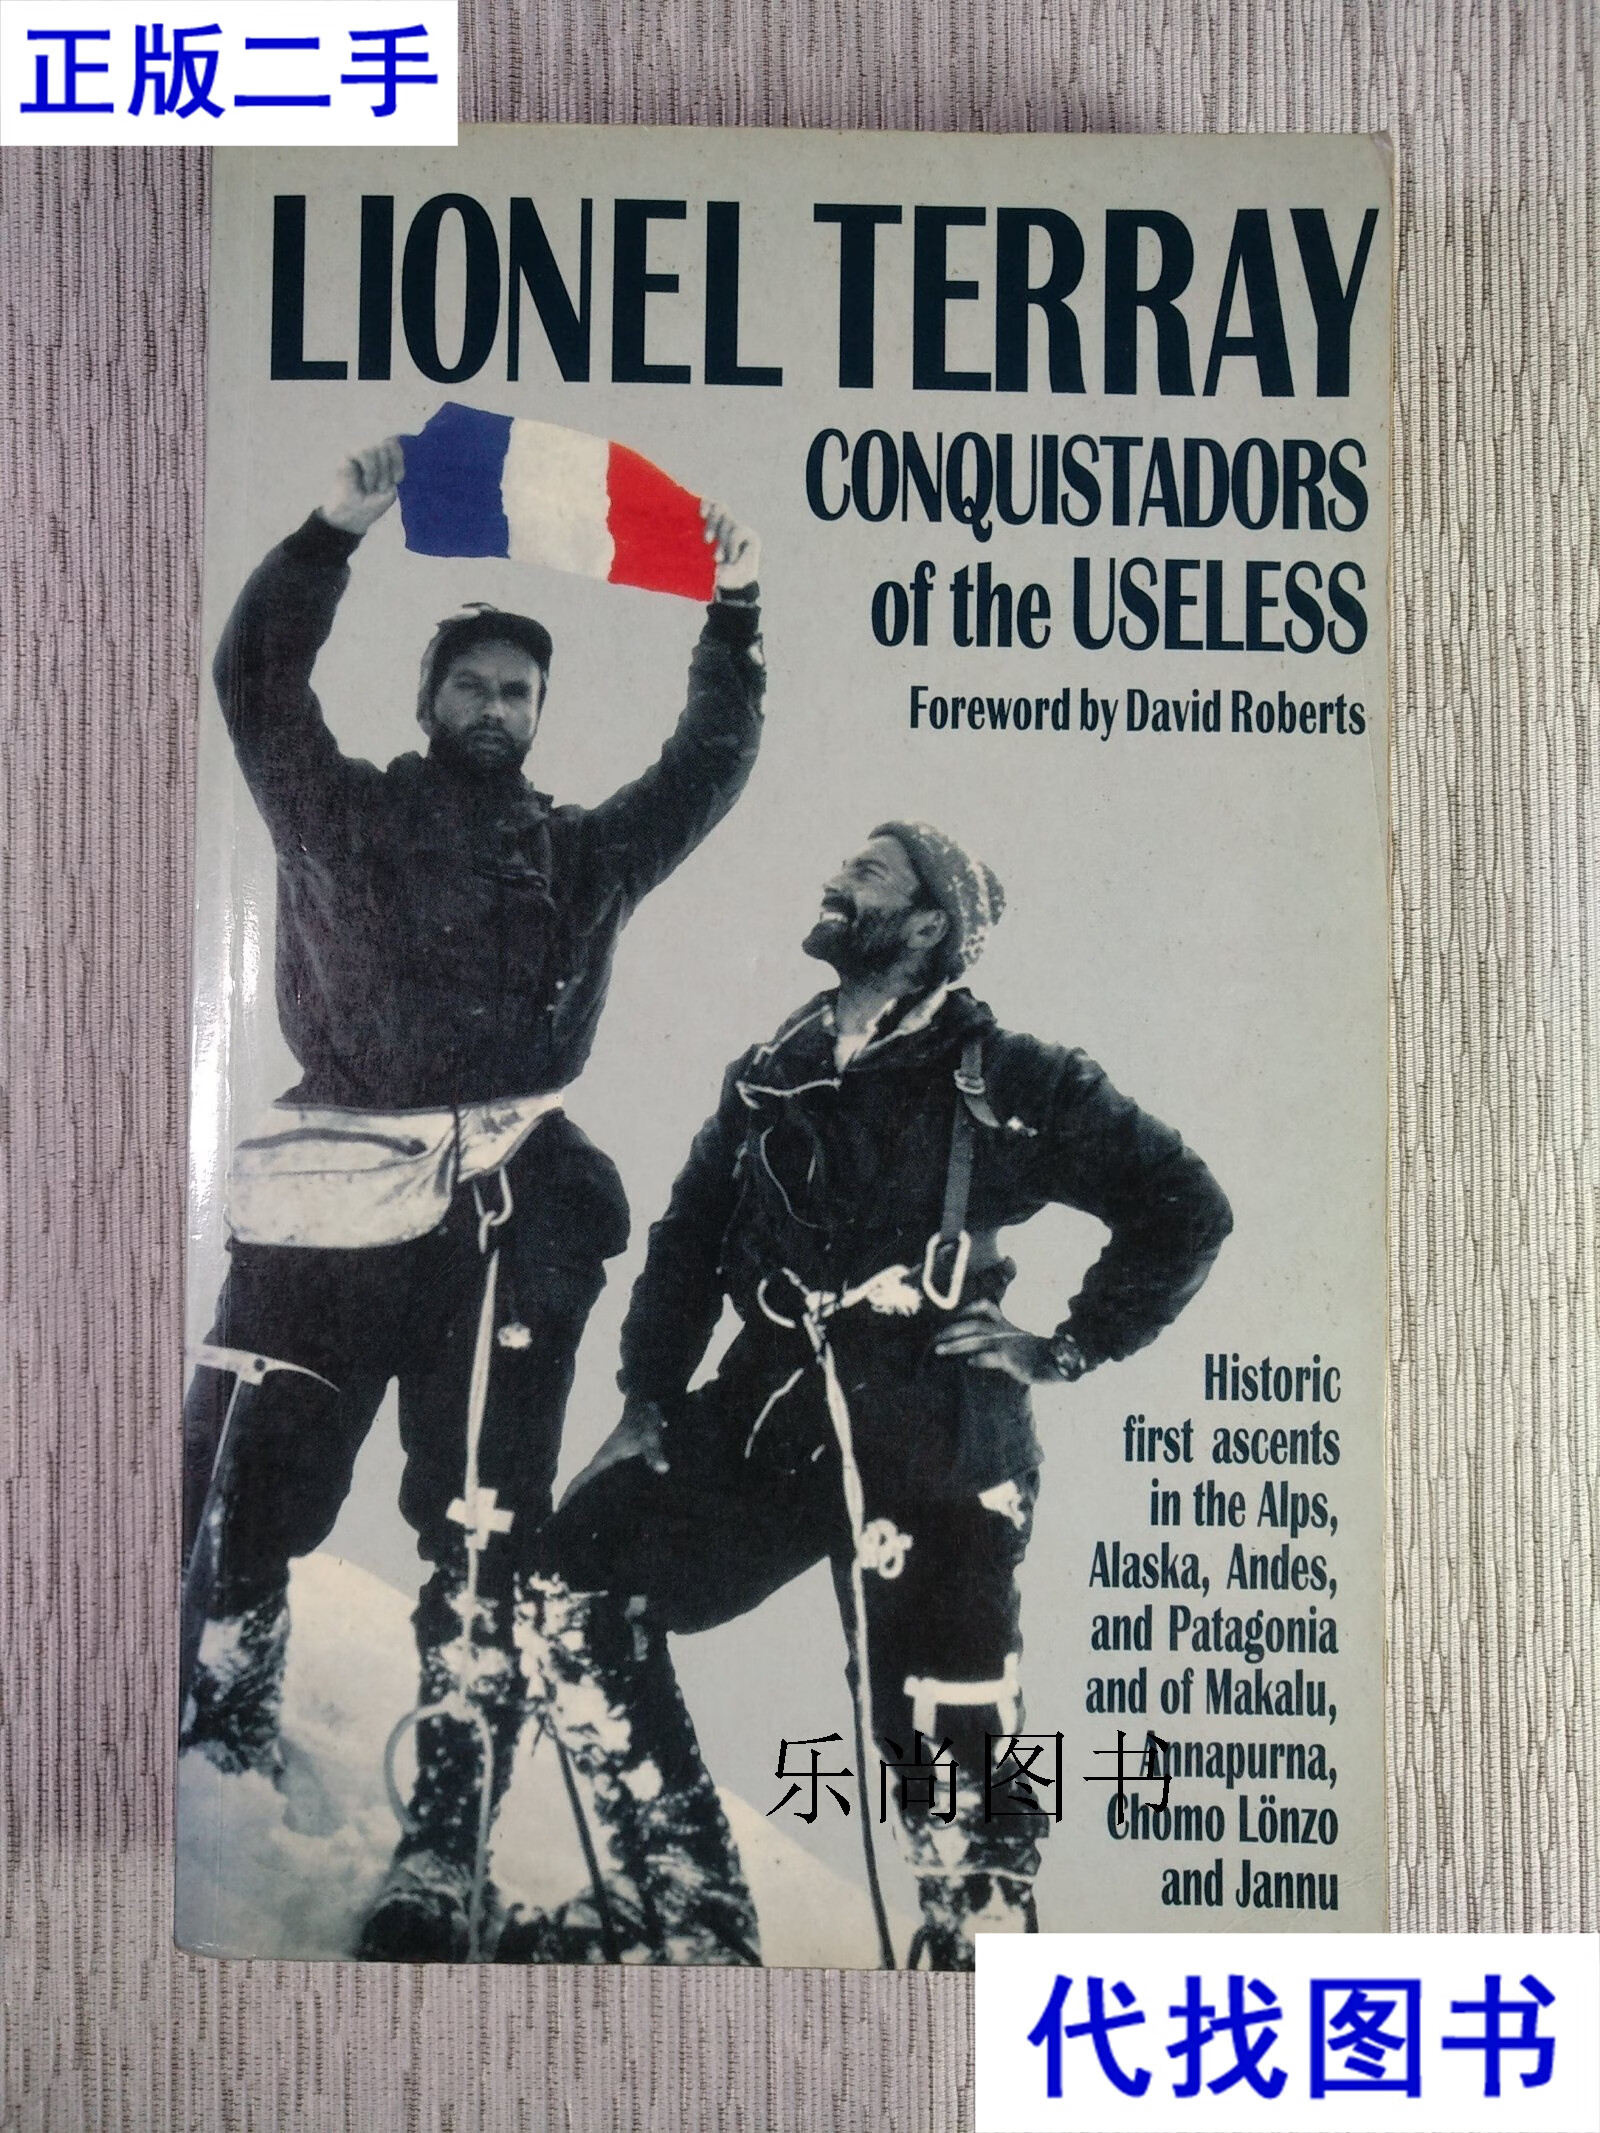 正版二手
LIONEL TERRAY
CONQUISTADORS
of the USELESS
Foreword by David Roberts
Historic
first ascents
in the Alps,
Alaska, Andes,
and Patagonia
and of Makalu,
Annapurna,
Chomo Lönzo
and Jannu
乐尚图书
代找图书